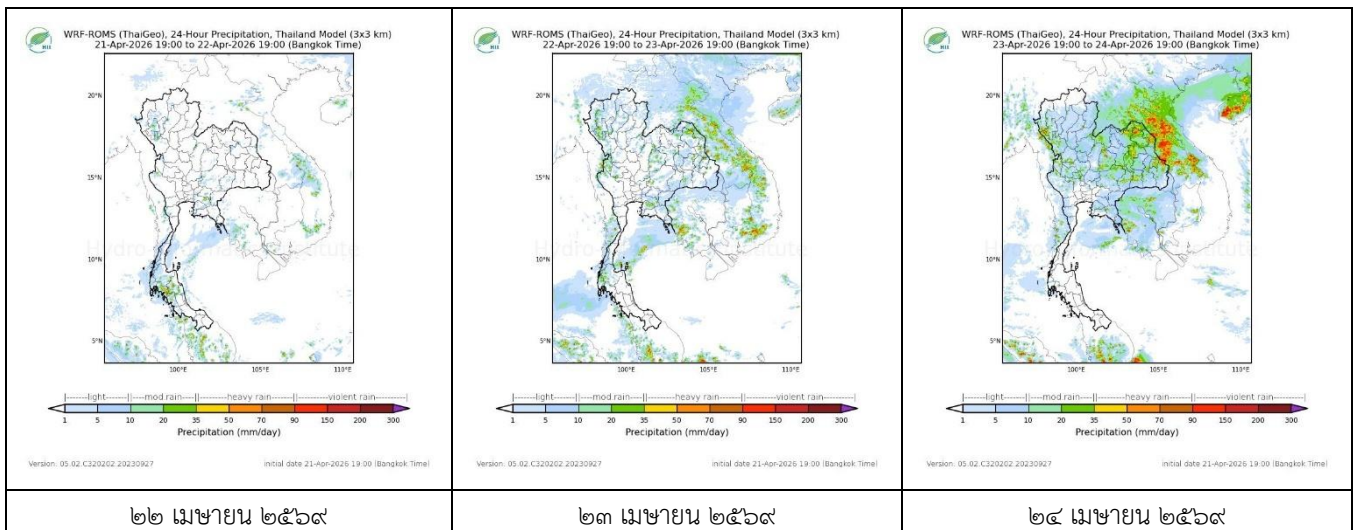 WRF-ROMS (ThaiGeo), 24-Hour Precipitation, Thailand Model (3x3 km)
21-Apr-2026 19:00 to 22-Apr-2026 19:00 (Bangkok Time)
20°N
15°N
10°N
5°N
100°E 105°E 110°E
light mod rain heavy rain violent rain
1 5 10 20 35 50 70 90 150 200 300
Precipitation (mm/day)
Version: 05.02.C320202.20230927 initial date 21-Apr-2026 19:00 (Bangkok Time)
๒๒ เมษายน ๒๕๖๙
WRF-ROMS (ThaiGeo), 24-Hour Precipitation, Thailand Model (3x3 km)
22-Apr-2026 19:00 to 23-Apr-2026 19:00 (Bangkok Time)
20°N
15°N
10°N
5°N
100°E 105°E 110°E
light mod rain heavy rain violent rain
1 5 10 20 35 50 70 90 150 200 300
Precipitation (mm/day)
Version: 05.02.C320202.20230927 initial date 21-Apr-2026 19:00 (Bangkok Time)
๒๓ เมษายน ๒๕๖๙
WRF-ROMS (ThaiGeo), 24-Hour Precipitation, Thailand Model (3x3 km)
23-Apr-2026 19:00 to 24-Apr-2026 19:00 (Bangkok Time)
20°N
15°N
10°N
5°N
100°E 105°E 110°E
light mod rain heavy rain violent rain
1 5 10 20 35 50 70 90 150 200 300
Precipitation (mm/day)
Version: 05.02.C320202.20230927 initial date 21-Apr-2026 19:00 (Bangkok Time)
๒๔ เมษายน ๒๕๖๙